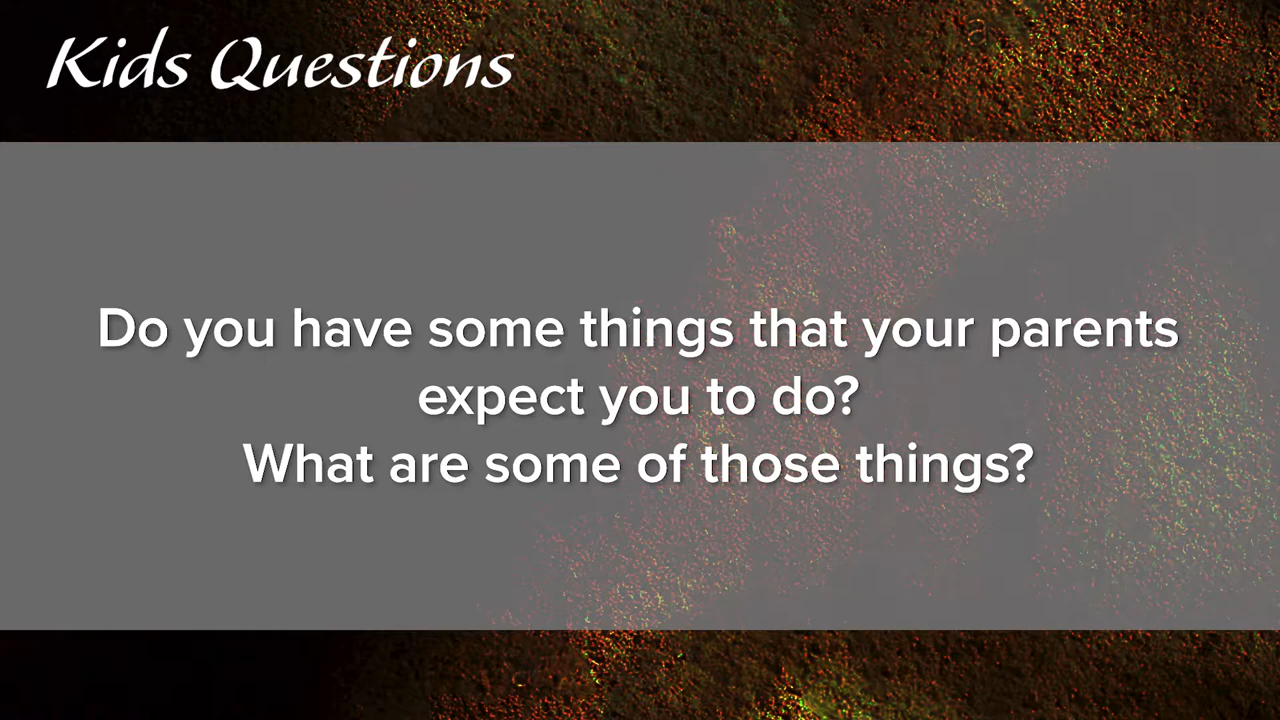 Kids Questions
Do you have some things that your parents
expect you to do?
What are some of those things?